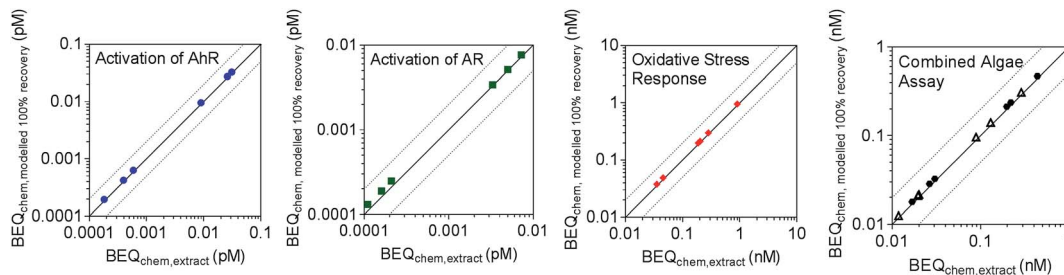 BEQchem,modelled 100% recovery (pM)
0.1
0.01
0.001
0.0001
Activation of AhR
0.0001 0.001 0.01 0.1
BEQchem,extract (pM)
BEQchem, modelled 100% recovery (pM)
0.01
0.001
0.0001
Activation of AR
0.0001 0.001 0.01
BEQchem,extract (pM)
BEQchem, modelled 100% recovery (nM)
10
1
0.1
0.01
Oxidative Stress
Response
0.01 0.1 1 10
BEQchem,extract (nM)
BEQchem, modelled 100% recovery (nM)
1
0.1
0.01
Combined Algae
Assay
0.01 0.1 1
BEQchem,extract (nM)